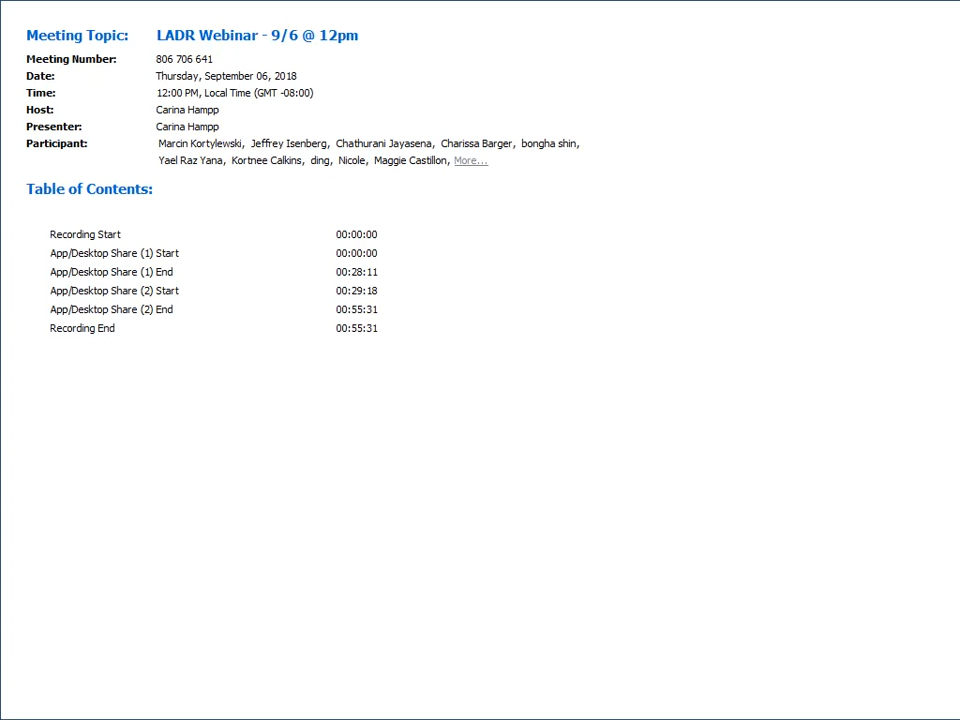 Meeting Topic: LADR Webinar - 9/6 @ 12pm
Meeting Number: 806 706 641
Date: Thursday, September 06, 2018
Time: 12:00 PM, Local Time (GMT -08:00)
Host: Carina Hampp
Presenter: Carina Hampp
Participant: Marcin Kortylewski, Jeffrey Isenberg, Chathurani Jayasena, Charissa Barger, bongha shin,
Yael Raz Yana, Kortnee Calkins, ding, Nicole, Maggie Castillon, More...
Table of Contents:
Recording Start 00:00:00
App/Desktop Share (1) Start 00:00:00
App/Desktop Share (1) End 00:28:11
App/Desktop Share (2) Start 00:29:18
App/Desktop Share (2) End 00:55:31
Recording End 00:55:31